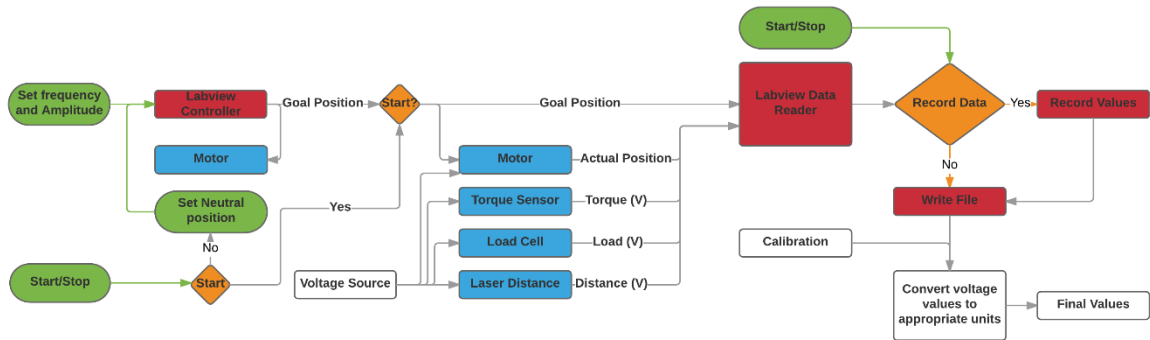 Start/Stop
Set frequency
and Amplitude
Labview
Controller
Goal Position
Start?
Goal Position
Labview Data
Reader
Record Data
Yes
Record Values
Motor
Motor
Actual Position
No
Set Neutral
position
Yes
Torque Sensor
Torque (V)
Write File
No
Load Cell
Load (V)
Calibration
Start/Stop
Start
Voltage Source
Laser Distance
Distance (V)
Convert voltage
values to
appropriate units
Final Values